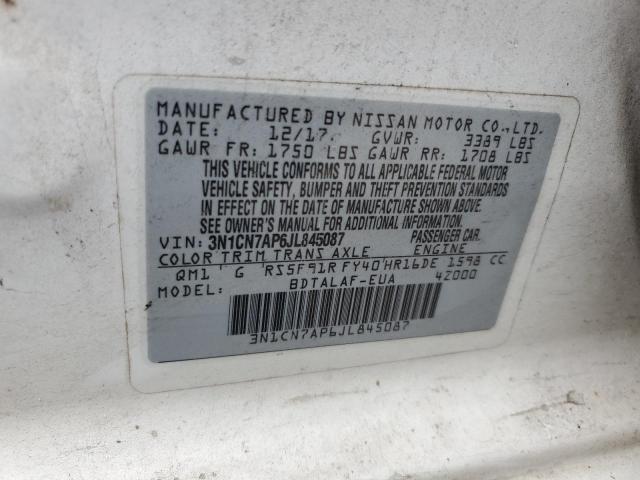 MANUFACTURED BY NISSAN MOTOR CO., LTD.
DATE: 12/17. GVWR: 3389 LBS
GAWR FR: 1750 LBS GAWR RR: 1708 LBS
THIS VEHICLE CONFORMS TO ALL APPLICABLE FEDERAL MOTOR
VEHICLE SAFETY, BUMPER AND THEFT PREVENTION STANDARDS
IN EFFECT ON THE DATE OF MANUFACTURE SHOWN ABOVE.
SEE OWNER'S MANUAL FOR ADDITIONAL INFORMATION.
VIN: 3N1CN7AP6JL845087 PASSENGER CAR.
COLOR TRIM TRANS AXLE ENGINE
QM1 G RS5F91R FY40 HR16DE 1598 CC
MODEL: BDTALAF-EUA 4Z000
3N1CN7AP6JL845087